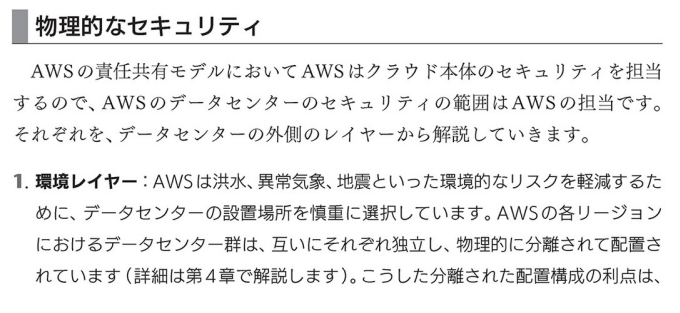 物理的なセキュリティ
AWSの責任共有モデルにおいてAWSはクラウド本体のセキュリティを担当
するので、AWSのデータセンターのセキュリティの範囲はAWSの担当です。
それぞれを、データセンターの外側のレイヤーから解説していきます。
1. 環境レイヤー：AWSは洪水、異常気象、地震といった環境的なリスクを軽減するた
めに、データセンターの設置場所を慎重に選択しています。AWSの各リージョン
におけるデータセンター群は、互いにそれぞれ独立し、物理的に分離されて配置さ
れています（詳細は第4章で解説します）。こうした分離された配置構成の利点は、